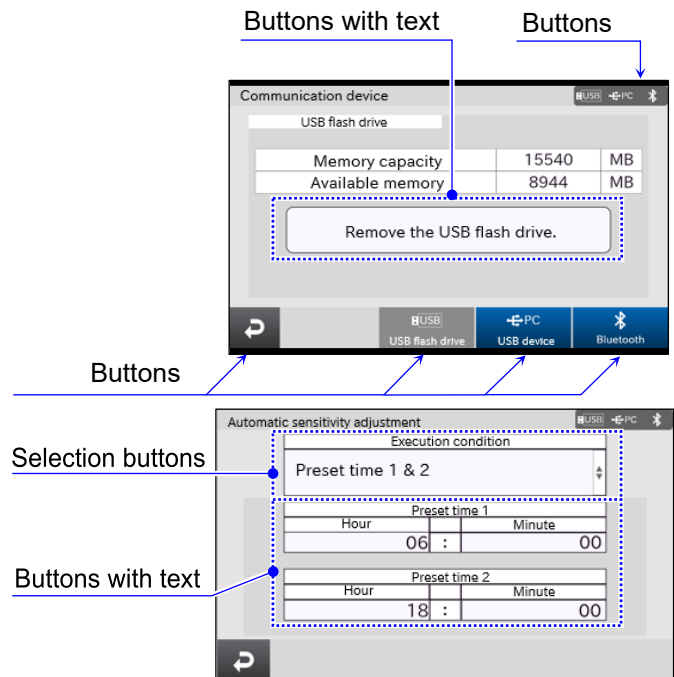 Buttons with text
Buttons
Communication device
USB PC
USB flash drive
Memory capacity 15540 MB
Available memory 8944 MB
Remove the USB flash drive.
USB PC
USB flash drive USB device Bluetooth
Buttons
Automatic sensitivity adjustment
USB PC
Execution condition
Selection buttons
Preset time 1 & 2
Preset time 1
Hour Minute
06 : 00
Buttons with text
Preset time 2
Hour Minute
18 : 00